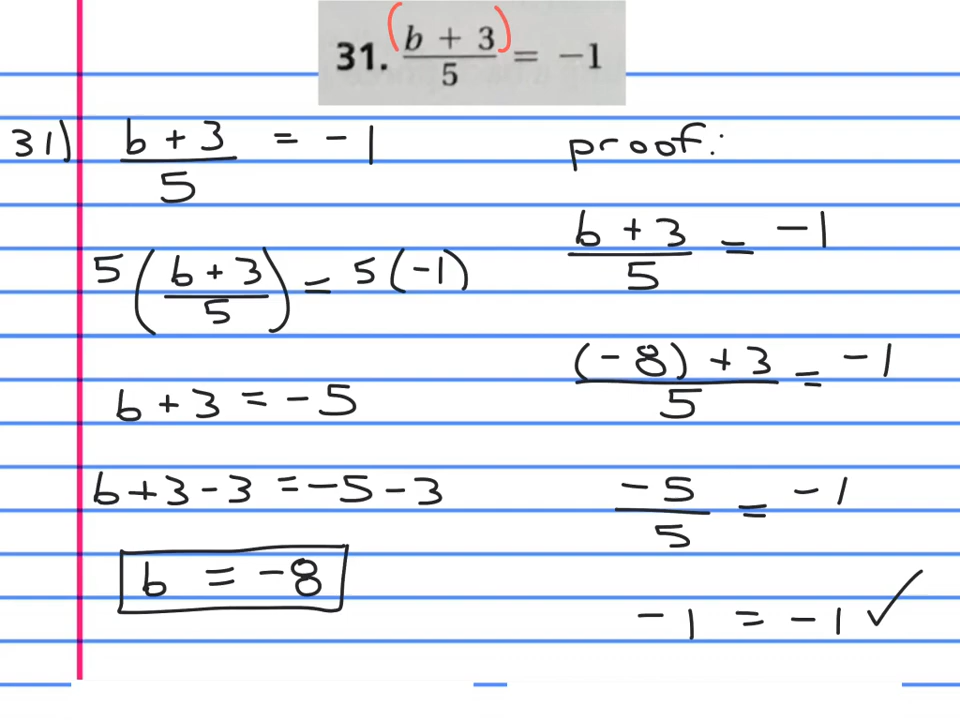 31. (b + 3)/5 = -1
31) b + 3 / 5 = -1
5(b + 3 / 5) = 5(-1)
b + 3 = -5
b + 3 - 3 = -5 - 3
b = -8
proof:
b + 3 / 5 = -1
(-8) + 3 / 5 = -1
-5 / 5 = -1
-1 = -1 ✓